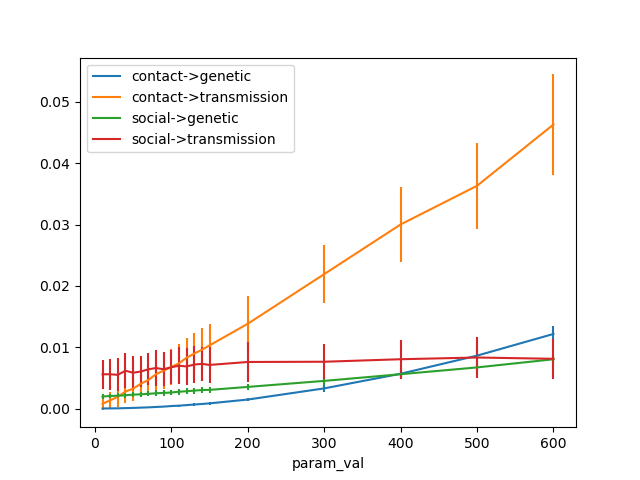 contact->genetic
contact->transmission
social->genetic
social->transmission
0.05
0.04
0.03
0.02
0.01
0.00
0 100 200 300 400 500 600
param_val